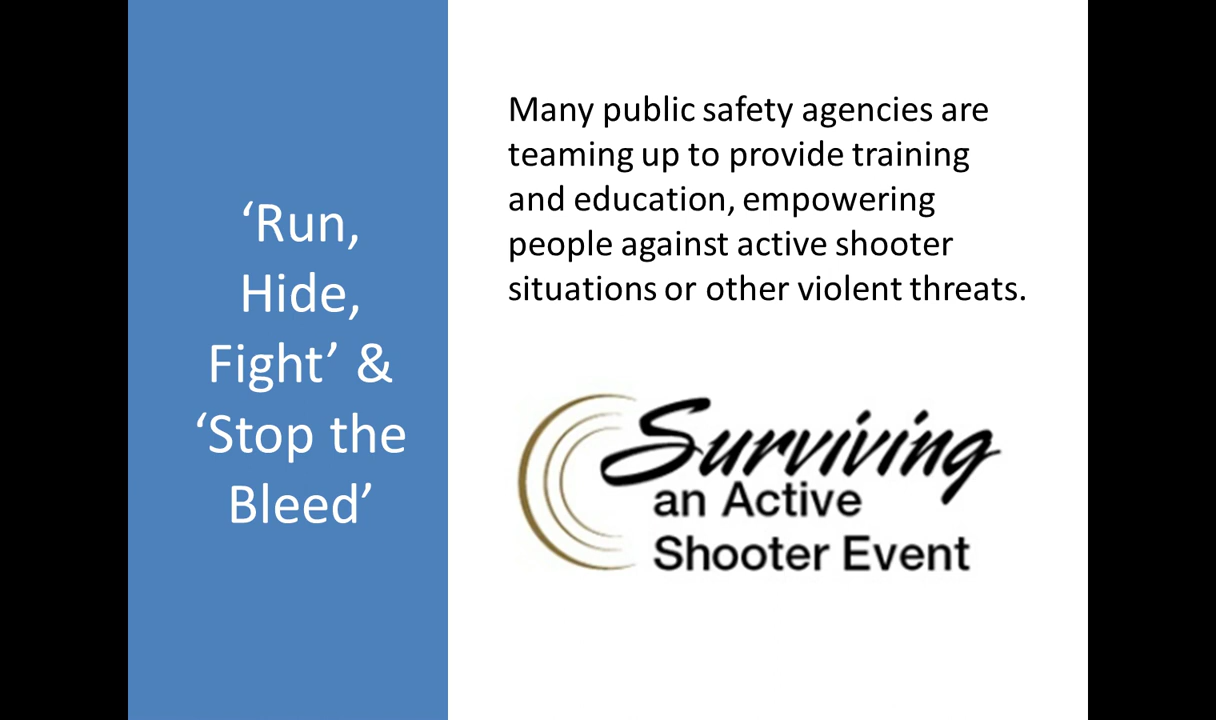 ‘Run,
Hide,
Fight’ &
‘Stop the
Bleed’
Many public safety agencies are
teaming up to provide training
and education, empowering
people against active shooter
situations or other violent threats.
Surviving
an Active
Shooter Event